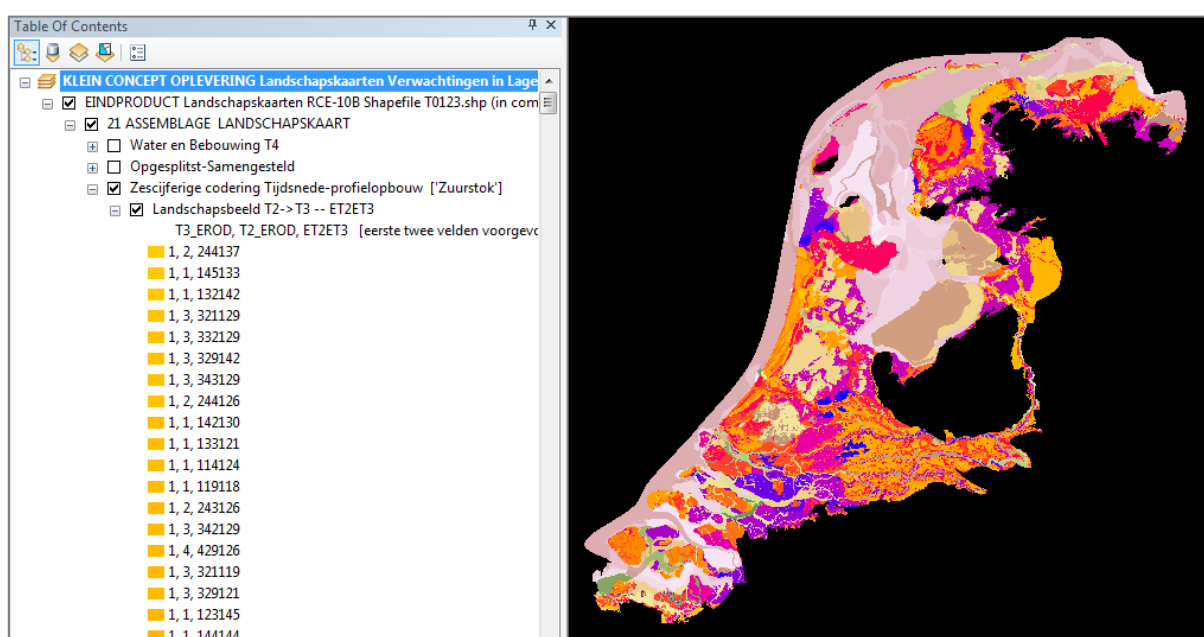 Table Of Contents
KLEIN CONCEPT OPLEVERING Landschapskaarten Verwachtingen in Lage
EINDPRODUCT Landschapskaarten RCE-10B Shapefile T0123.shp (in com
21 ASSEMBLAGE LANDSCHAPSKAART
Water en Bebouwing T4
Opgesplitst-Samengesteld
Zescijferige codering Tijdsnede-profielopbouw ['Zuurstok']
Landschapsbeeld T2->T3 -- ET2ET3
T3_EROD, T2_EROD, ET2ET3 [eerste twee velden voorgevo
1, 2, 244137
1, 1, 145133
1, 1, 132142
1, 3, 321129
1, 3, 332129
1, 3, 329142
1, 3, 343129
1, 2, 244126
1, 1, 142130
1, 1, 133121
1, 1, 114124
1, 1, 119118
1, 2, 243126
1, 3, 342129
1, 4, 429126
1, 3, 321119
1, 3, 329121
1, 1, 123145
1, 1, 144144